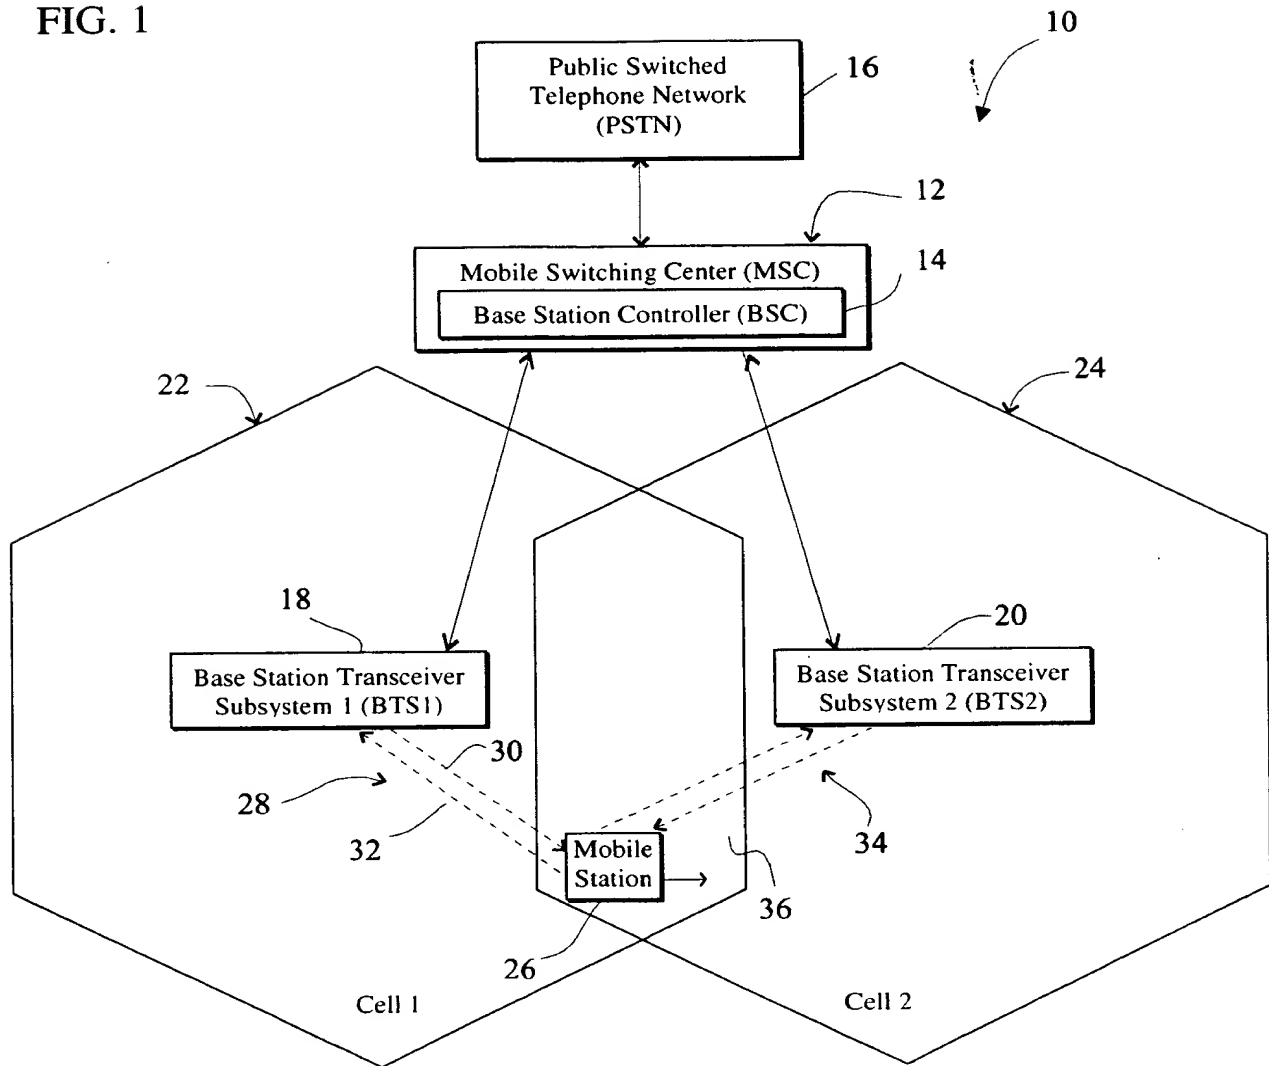 FIG. 1
10
Public Switched
Telephone Network
(PSTN)
16
12
Mobile Switching Center (MSC)
14
Base Station Controller (BSC)
22
24
18
20
Base Station Transceiver
Subsystem 1 (BTS1)
Base Station Transceiver
Subsystem 2 (BTS2)
30
28
32
34
Mobile
Station
36
26
Cell 1
Cell 2